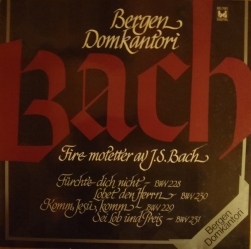 Bergen
Domkantori
Bach
Fire motetter av J.S. Bach
Fürchte dich nicht - BWV 228
Lobet den Herrn - BWV 230
Komm Jesu, komm - BWV 229
Sei Lob und Preis - BWV 231
Bergen
Domkantori